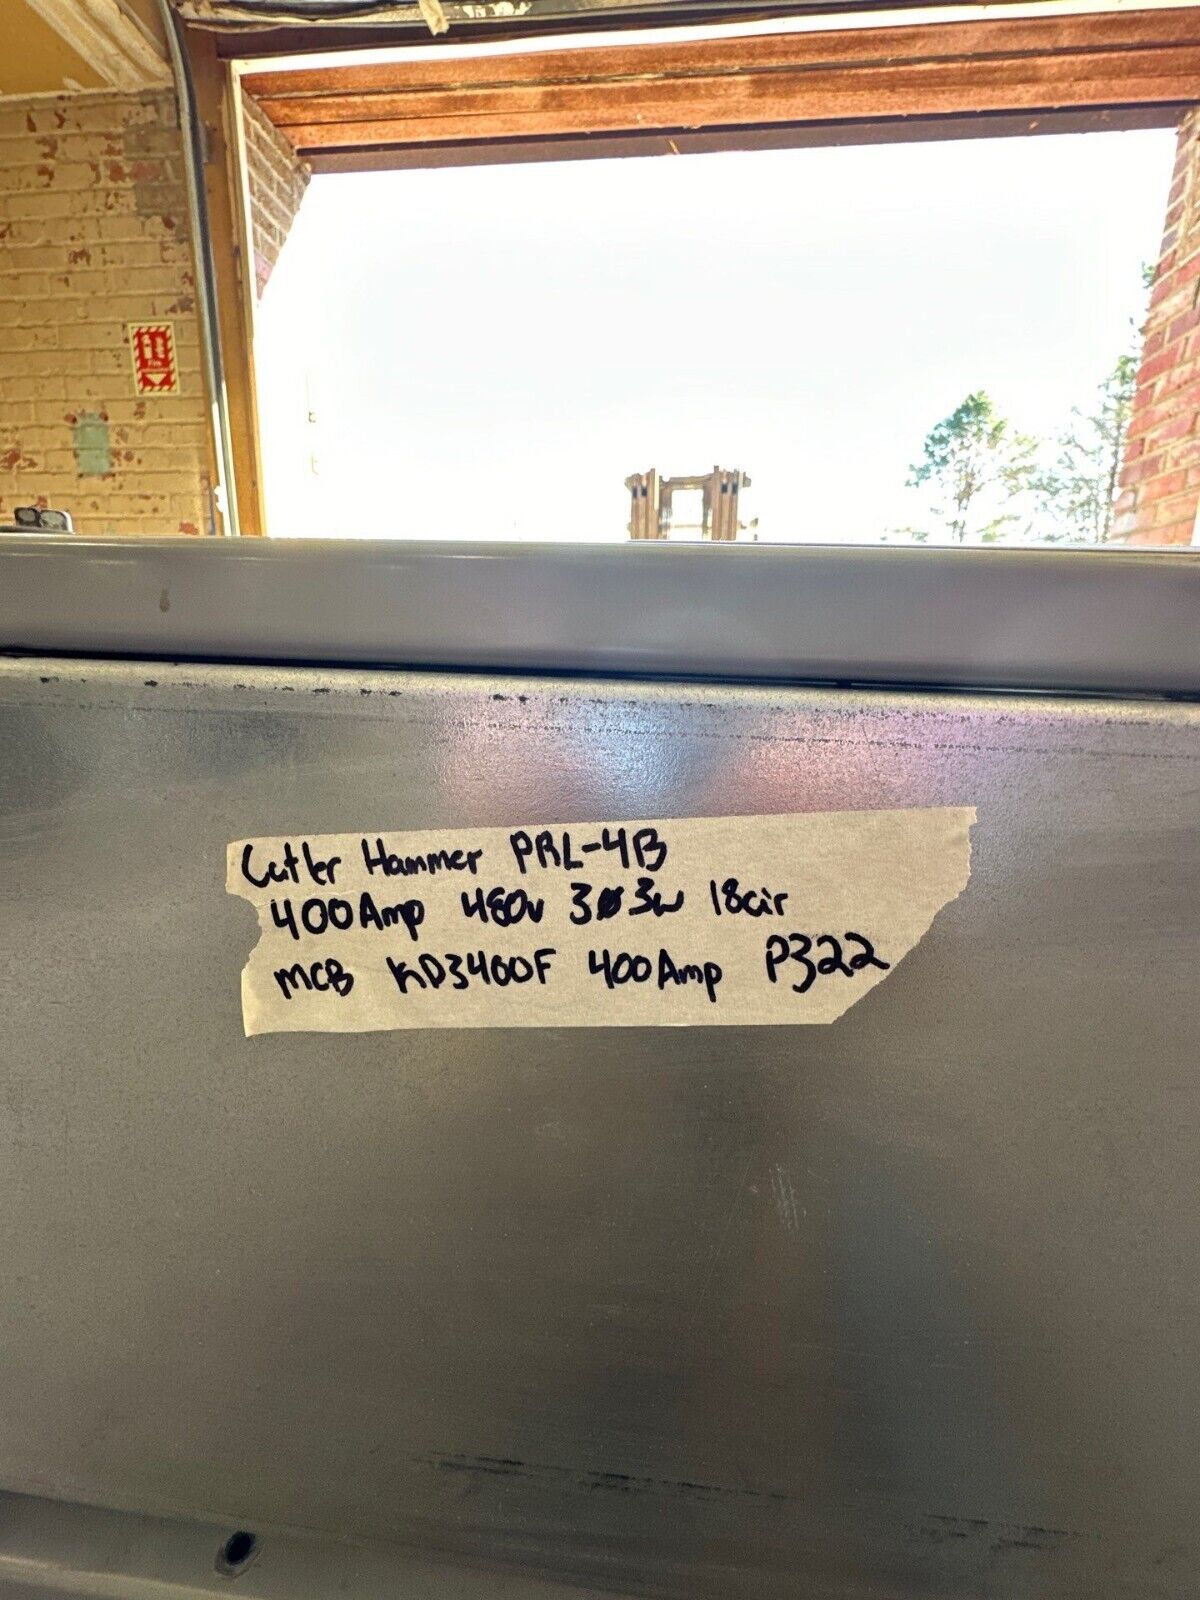 Cutler Hammer PRL-4B
400Amp 480v 3ø3w 18cir
MCB KD3400F 400Amp P322